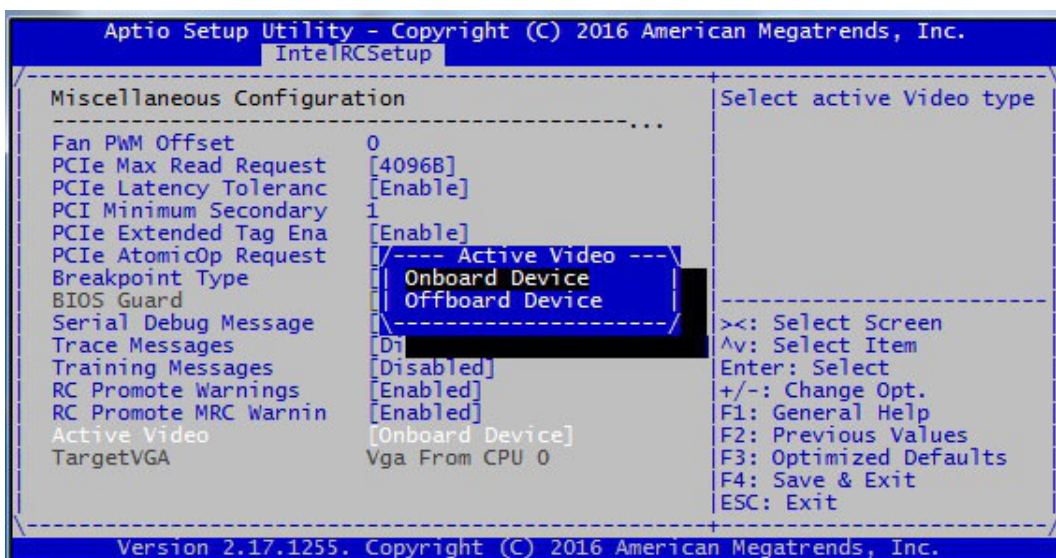 Aptio Setup Utility - Copyright (C) 2016 American Megatrends, Inc.
IntelRCSetup
Miscellaneous Configuration
Select active Video type
Fan PWM Offset 0
PCIe Max Read Request [4096B]
PCIe Latency Toleranc [Enable]
PCI Minimum Secondary 1
PCIe Extended Tag Ena [Enable]
PCIe AtomicOp Request
---- Active Video ---
Breakpoint Type
Onboard Device
BIOS Guard
Offboard Device
Serial Debug Message
><: Select Screen
Trace Messages [Di
^v: Select Item
Training Messages [Disabled]
Enter: Select
RC Promote Warnings [Enabled]
+/-: Change Opt.
RC Promote MRC Warnin [Enabled]
F1: General Help
Active Video [Onboard Device]
F2: Previous Values
TargetVGA Vga From CPU 0
F3: Optimized Defaults
F4: Save & Exit
ESC: Exit
Version 2.17.1255. Copyright (C) 2016 American Megatrends, Inc.